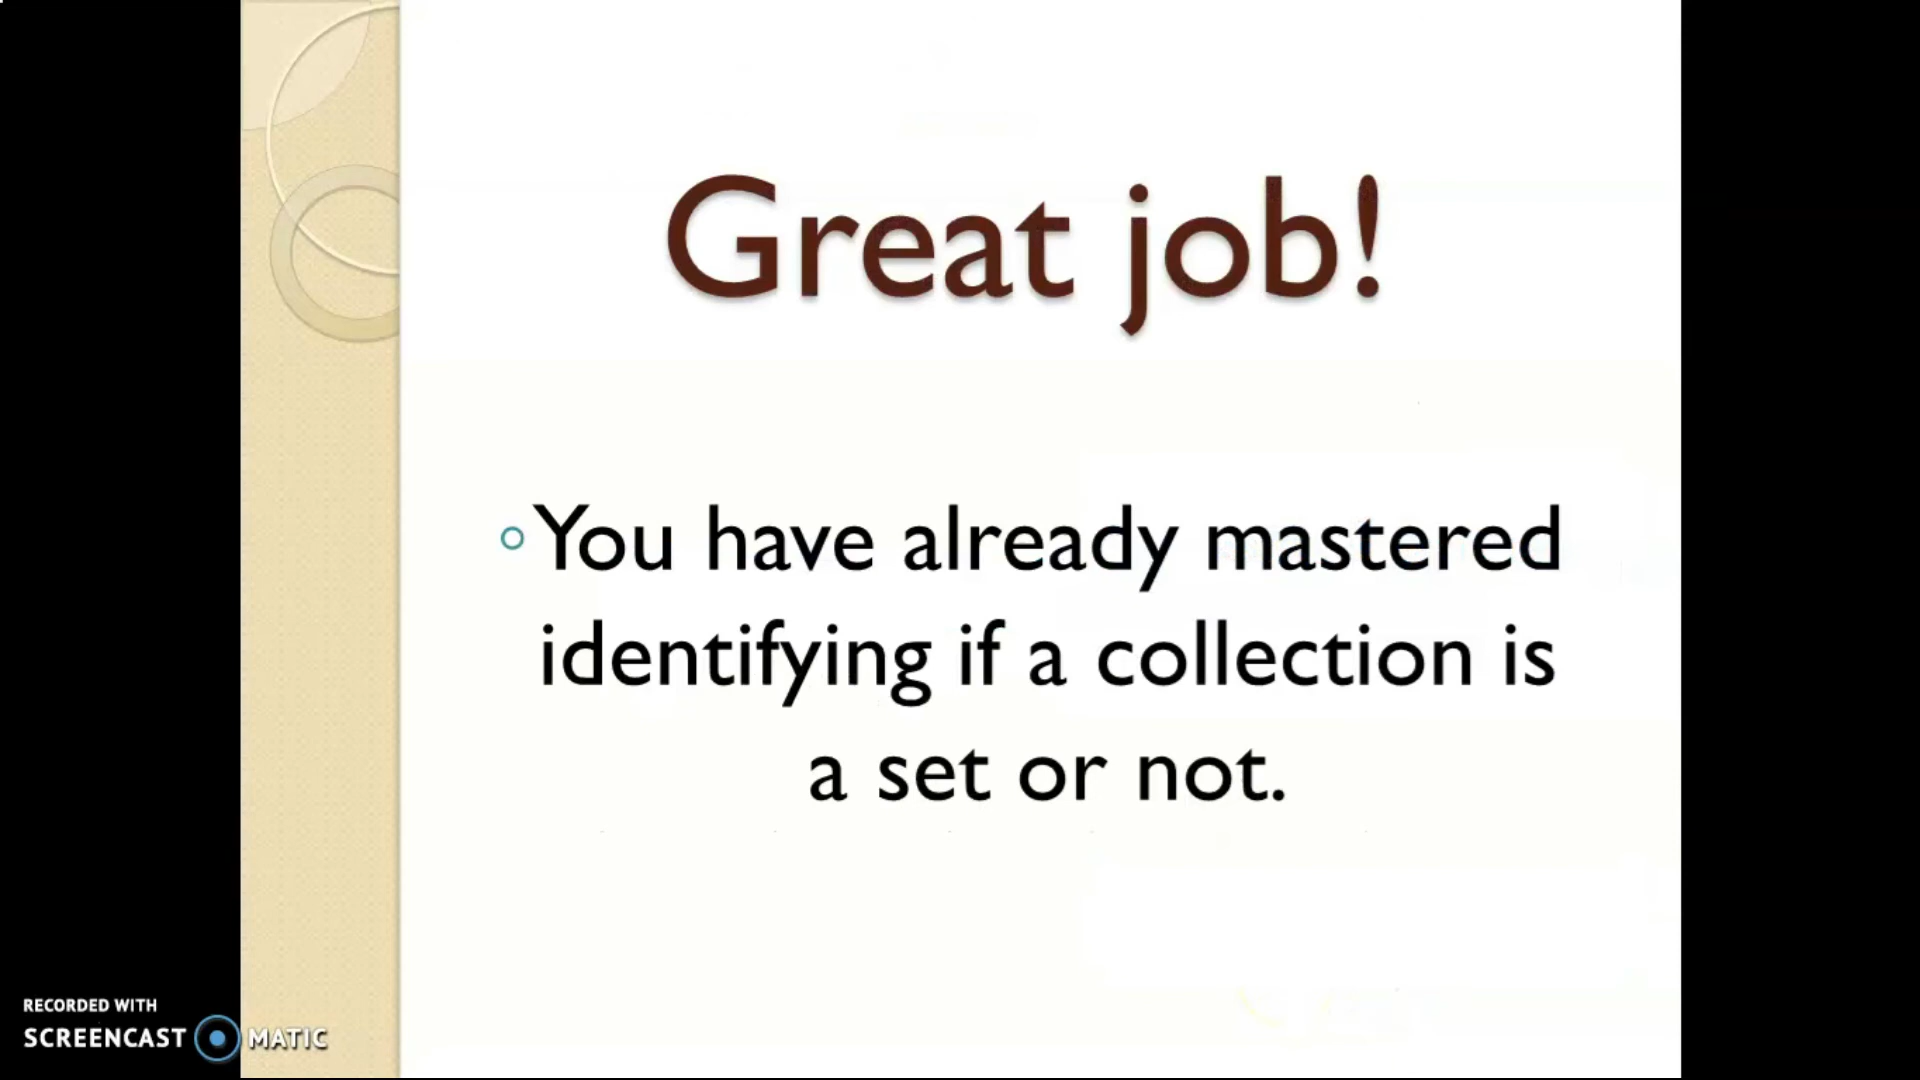 Great job!
You have already mastered
identifying if a collection is
a set or not.
RECORDED WITH
SCREENCAST MATIC